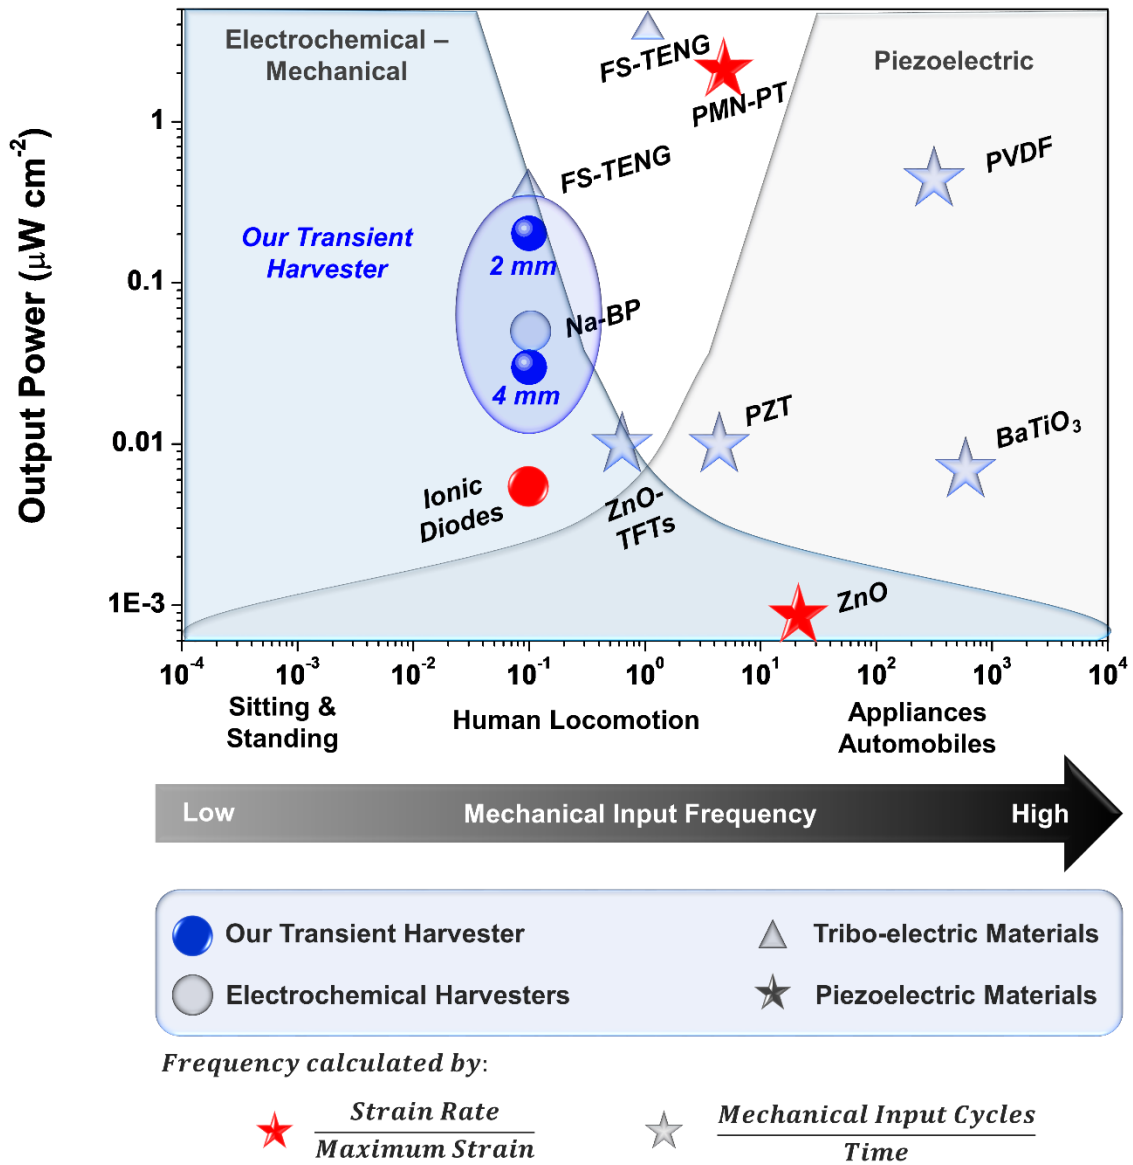 Electrochemical –
Mechanical
Piezoelectric
FS-TENG
PMN-PT
FS-TENG
PVDF
Our Transient
Harvester
2 mm
Na-BP
4 mm
PZT
BaTiO₃
Ionic
Diodes
ZnO-
TFTs
ZnO
Output Power (μW cm⁻²)
1
0.1
0.01
1E-3
10⁻⁴ 10⁻³ 10⁻² 10⁻¹ 10⁰ 10¹ 10² 10³ 10⁴
Sitting &
Standing
Human Locomotion
Appliances
Automobiles
Low Mechanical Input Frequency High
Our Transient Harvester
Tribo-electric Materials
Electrochemical Harvesters
Piezoelectric Materials
Frequency calculated by:
Strain Rate
Maximum Strain
Mechanical Input Cycles
Time